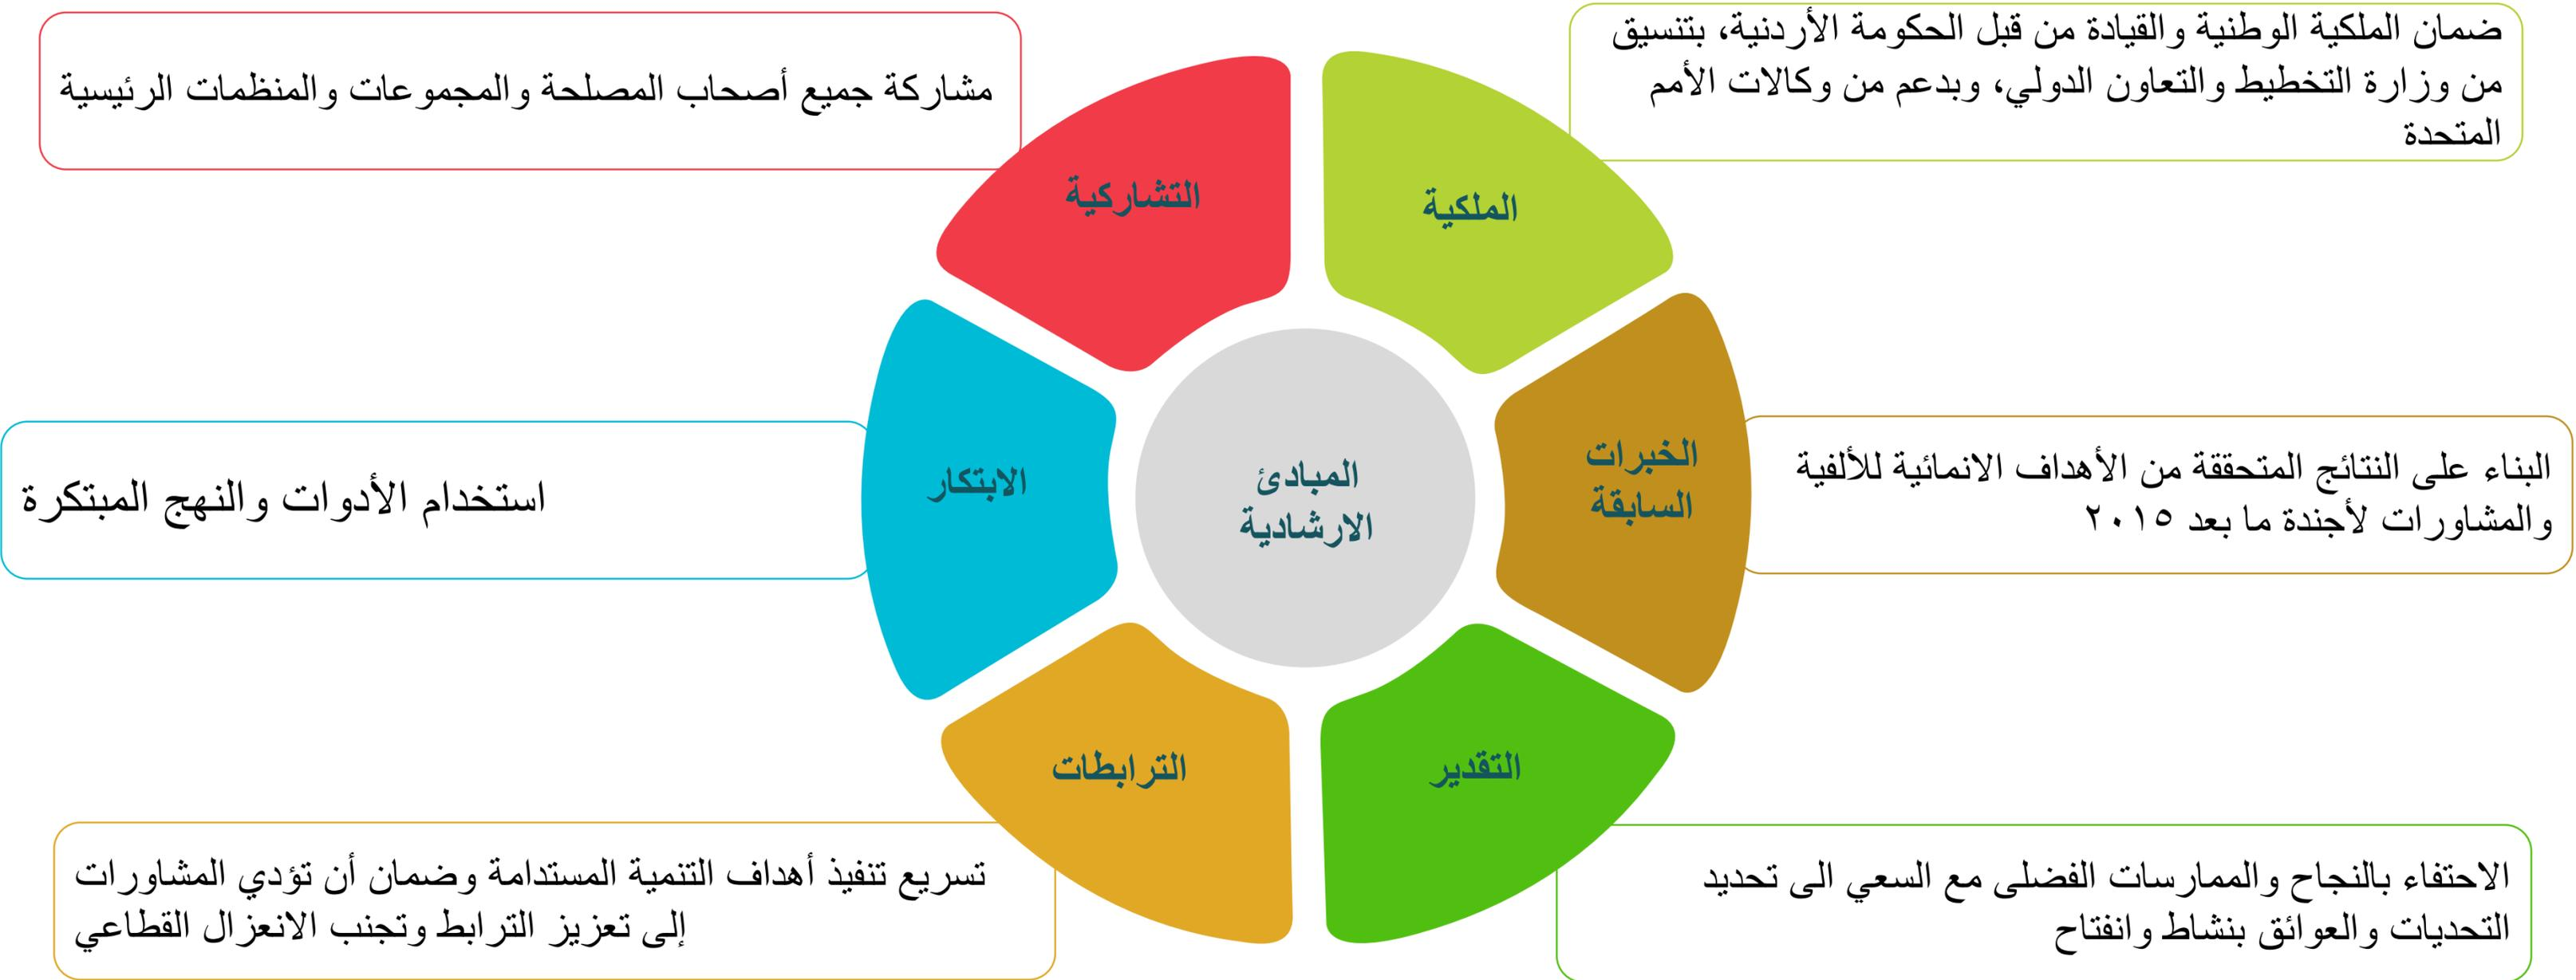 المبادئ
الارشادية
الملكية
ضمان الملكية الوطنية والقيادة من قبل الحكومة الأردنية، بتنسيق
من وزارة التخطيط والتعاون الدولي، وبدعم من وكالات الأمم
المتحدة
الخبرات
السابقة
البناء على النتائج المتحققة من الأهداف الانمائية للألفية
والمشاورات لأجندة ما بعد ٢٠١٥
التقدير
الاحتفاء بالنجاح والممارسات الفضلى مع السعي الى تحديد
التحديات والعوائق بنشاط وانفتاح
الترابطات
تسريع تنفيذ أهداف التنمية المستدامة وضمان أن تؤدي المشاورات
إلى تعزيز الترابط وتجنب الانعزال القطاعي
الابتكار
استخدام الأدوات والنهج المبتكرة
التشاركية
مشاركة جميع أصحاب المصلحة والمجموعات والمنظمات الرئيسية